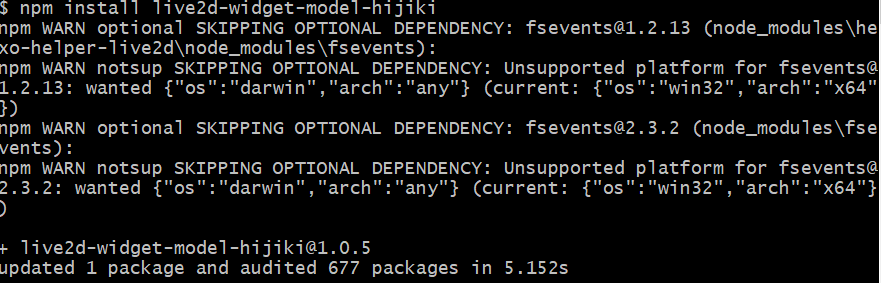 $ npm install live2d-widget-model-hijiki
npm WARN optional SKIPPING OPTIONAL DEPENDENCY: fsevents@1.2.13 (node_modules\he
xo-helper-live2d\node_modules\fsevents):
npm WARN notsup SKIPPING OPTIONAL DEPENDENCY: Unsupported platform for fsevents@
1.2.13: wanted {"os":"darwin","arch":"any"} (current: {"os":"win32","arch":"x64"
})
npm WARN optional SKIPPING OPTIONAL DEPENDENCY: fsevents@2.3.2 (node_modules\fse
vents):
npm WARN notsup SKIPPING OPTIONAL DEPENDENCY: Unsupported platform for fsevents@
2.3.2: wanted {"os":"darwin","arch":"any"} (current: {"os":"win32","arch":"x64"}
)
+ live2d-widget-model-hijiki@1.0.5
updated 1 package and audited 677 packages in 5.152s